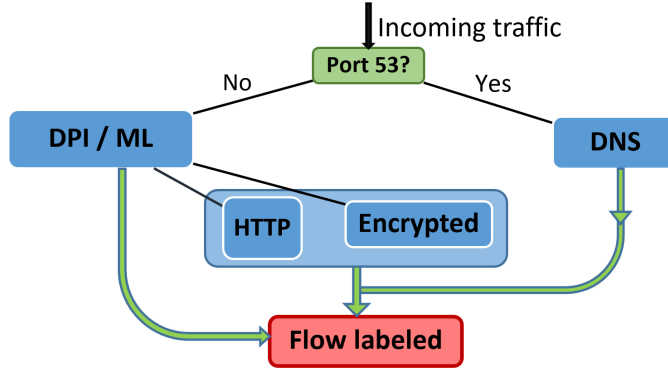 Incoming traffic
Port 53?
No
Yes
DPI / ML
DNS
HTTP
Encrypted
Flow labeled